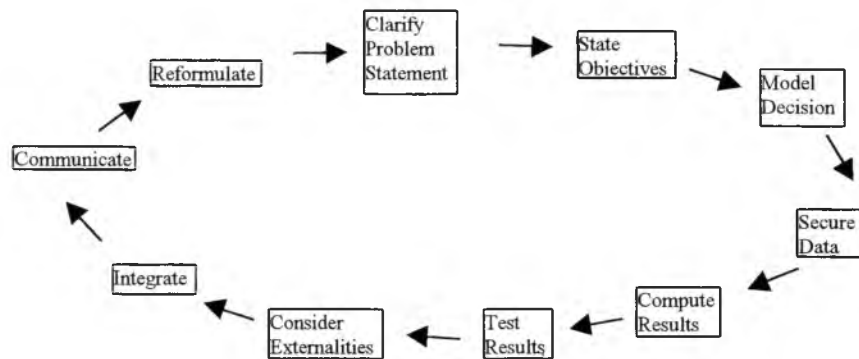 Clarify
Problem
Statement
State
Objectives
Model
Decision
Secure
Data
Compute
Results
Test
Results
Consider
Externalities
Integrate
Communicate
Reformulate